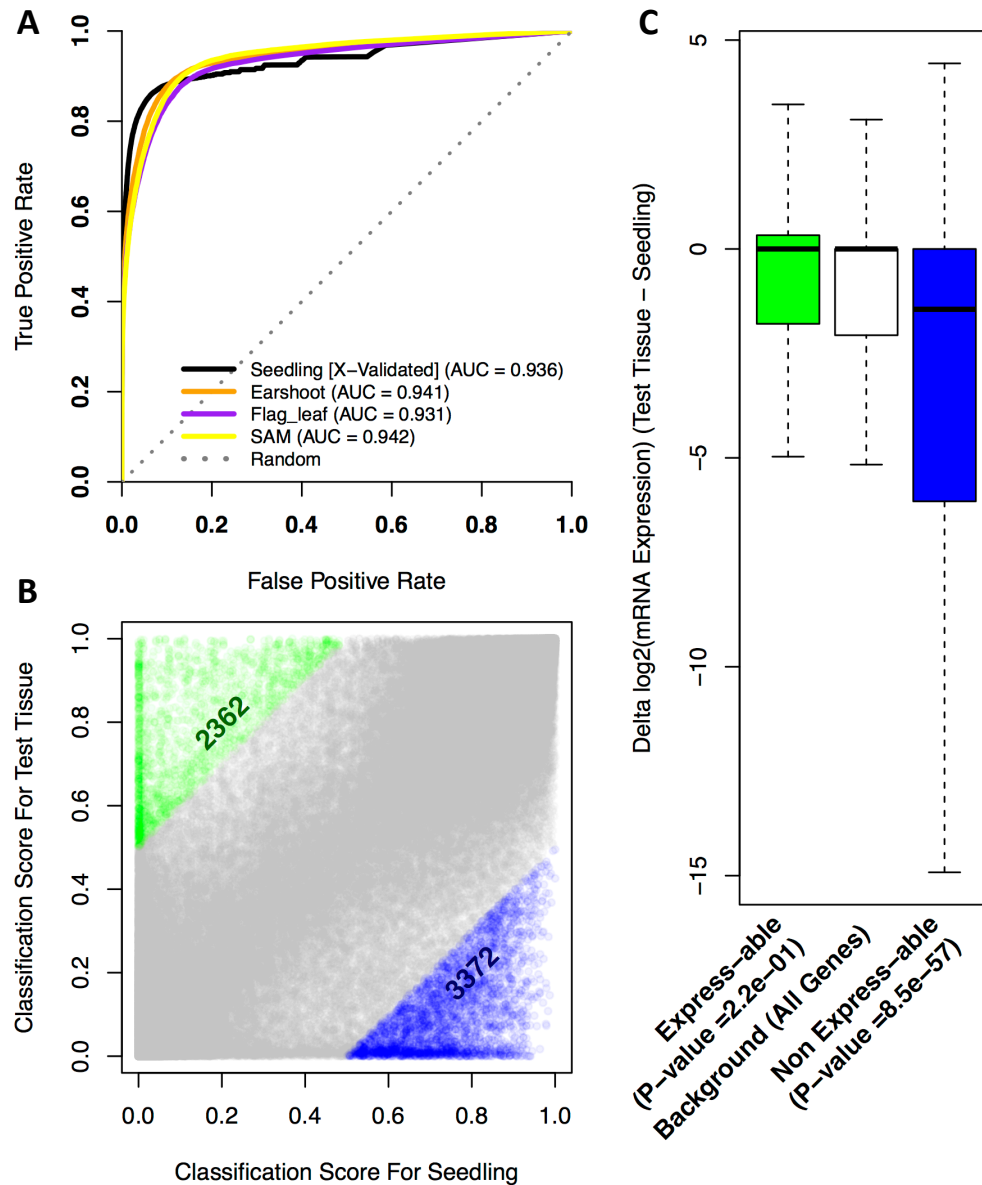 A
True Positive Rate
1.0
0.8
0.6
0.4
0.2
0.0
Seedling [X-Validated] (AUC = 0.936)
Earshoot (AUC = 0.941)
Flag_leaf (AUC = 0.931)
SAM (AUC = 0.942)
Random
0.0 0.2 0.4 0.6 0.8 1.0
False Positive Rate
B
Classification Score For Test Tissue
1.0
0.8
0.6
0.4
0.2
0.0
2362
3372
0.0 0.2 0.4 0.6 0.8 1.0
Classification Score For Seedling
C
Delta log2(mRNA Expression) (Test Tissue − Seedling)
5
0
−5
−10
−15
Express−able
(P−value =2.2e−01)
Background (All Genes)
Non Express−able
(P−value =8.5e−57)